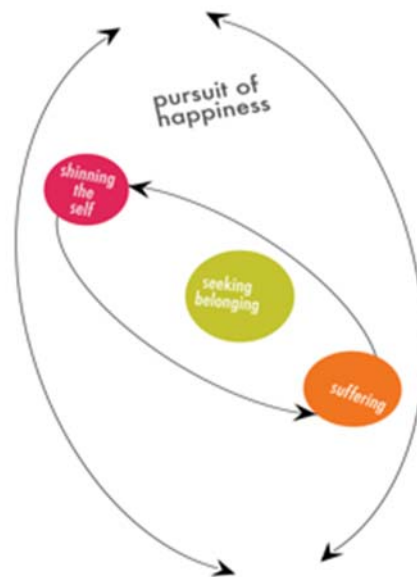 pursuit of
happiness
shinning
the
self
seeking
belonging
suffering